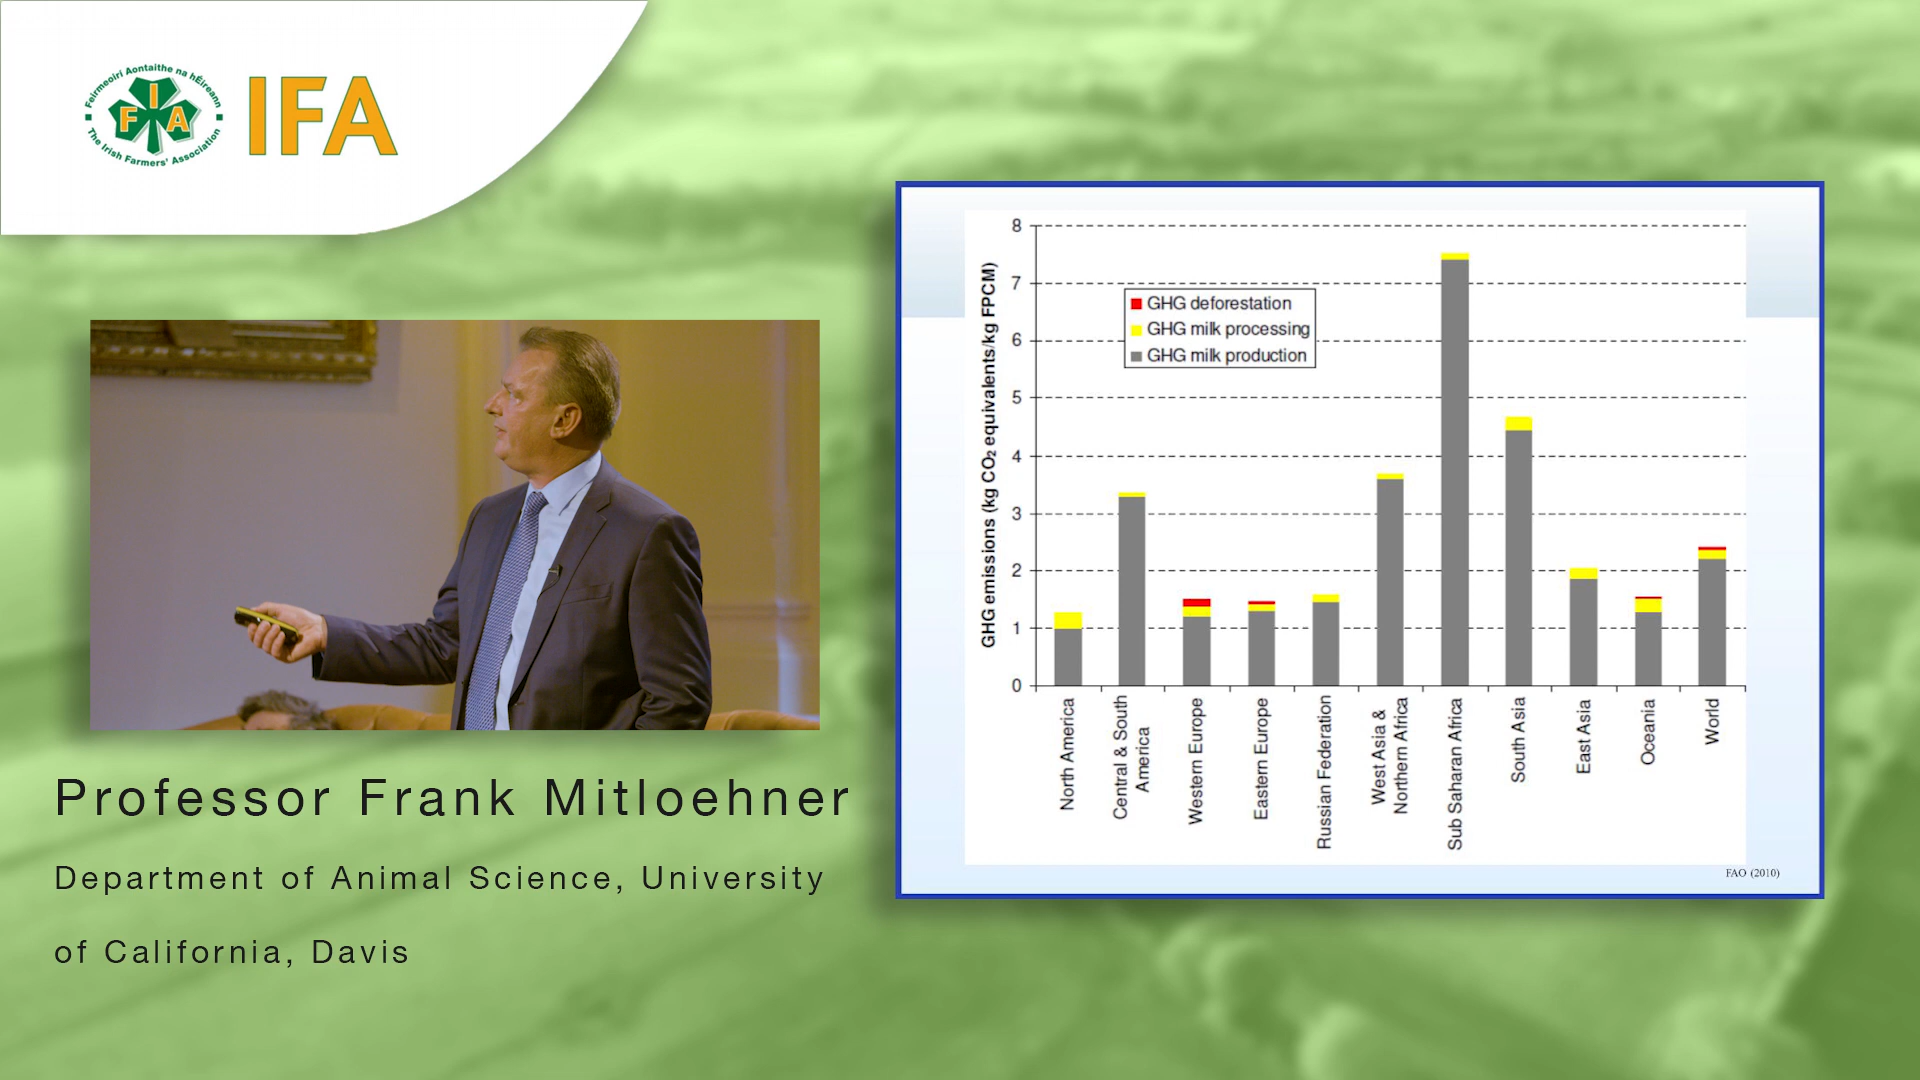 Feirmeoirí Aontaithe na hÉireann
FIA
The Irish Farmers' Association
IFA
Professor Frank Mitloehner
Department of Animal Science, University
of California, Davis
GHG emissions (kg CO₂ equivalents/kg FPCM)
8
7
6
5
4
3
2
1
0
GHG deforestation
GHG milk processing
GHG milk production
North America
Central & South
America
Western Europe
Eastern Europe
Russian Federation
West Asia &
Northern Africa
Sub Saharan Africa
South Asia
East Asia
Oceania
World
FAO (2010)